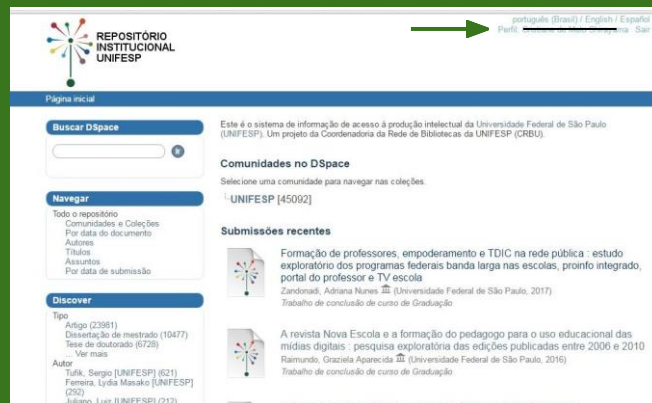 português (Brasil) / English / Español
Perfil: Sair
REPOSITÓRIO
INSTITUCIONAL
UNIFESP
Página inicial
Buscar DSpace
Ir
Navegar
Todo o repositório
Comunidades e Coleções
Por data do documento
Autores
Títulos
Assuntos
Por data de submissão
Discover
Tipo
Artigo (23981)
Dissertação de mestrado (10477)
Tese de doutorado (6728)
... Ver mais
Autor
Tufik, Sergio [UNIFESP] (621)
Ferreira, Lydia Masako [UNIFESP]
(292)
Juliano, Luiz [UNIFESP] (212)
Este é o sistema de informação de acesso à produção intelectual da Universidade Federal de São Paulo
(UNIFESP). Um projeto da Coordenadoria da Rede de Bibliotecas da UNIFESP (CRBU).
Comunidades no DSpace
Selecione uma comunidade para navegar nas coleções.
UNIFESP [45092]
Submissões recentes
Formação de professores, empoderamento e TDIC na rede pública : estudo
exploratório dos programas federais banda larga nas escolas, proinfo integrado,
portal do professor e TV escola
Zandonadi, Adriana Nunes (Universidade Federal de São Paulo, 2017)
Trabalho de conclusão de curso de Graduação
A revista Nova Escola e a formação do pedagogo para o uso educacional das
mídias digitais : pesquisa exploratória das edições publicadas entre 2006 e 2010
Raimundo, Graziela Aparecida (Universidade Federal de São Paulo, 2016)
Trabalho de conclusão de curso de Graduação